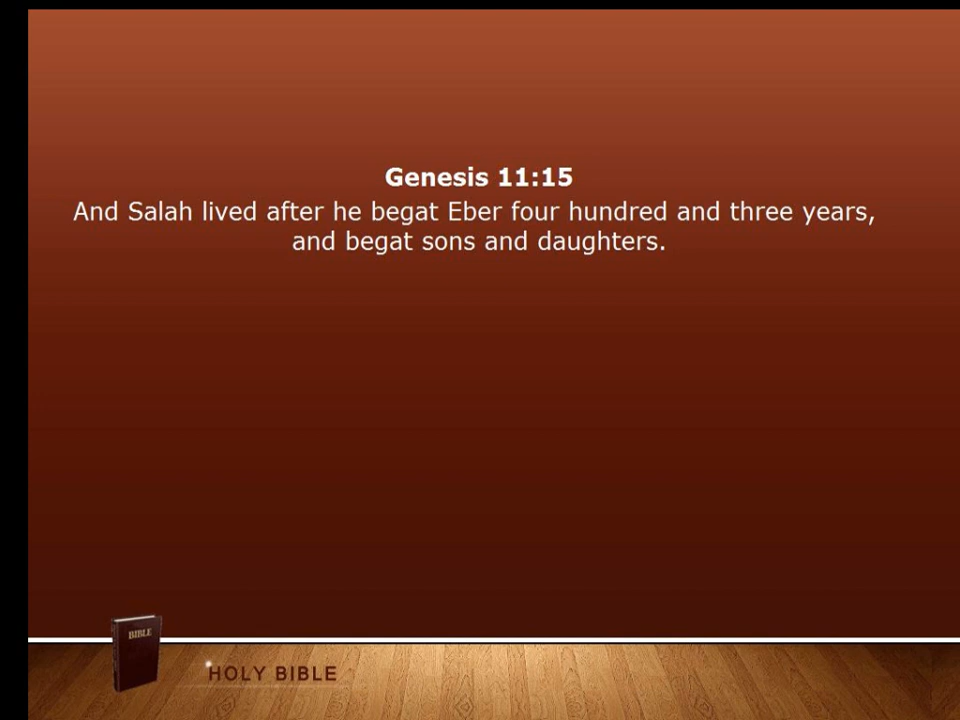 Genesis 11:15
And Salah lived after he begat Eber four hundred and three years,
and begat sons and daughters.
BIBLE
HOLY BIBLE